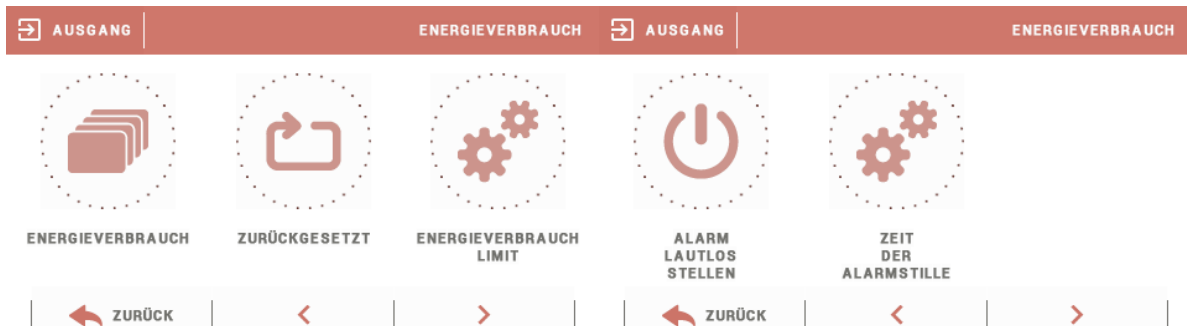 AUSGANG
ENERGIEVERBRAUCH
ENERGIEVERBRAUCH
ZURÜCKGESETZT
ENERGIEVERBRAUCH
LIMIT
ZURÜCK
AUSGANG
ENERGIEVERBRAUCH
ALARM
LAUTLOS
STELLEN
ZEIT
DER
ALARMSTILLE
ZURÜCK